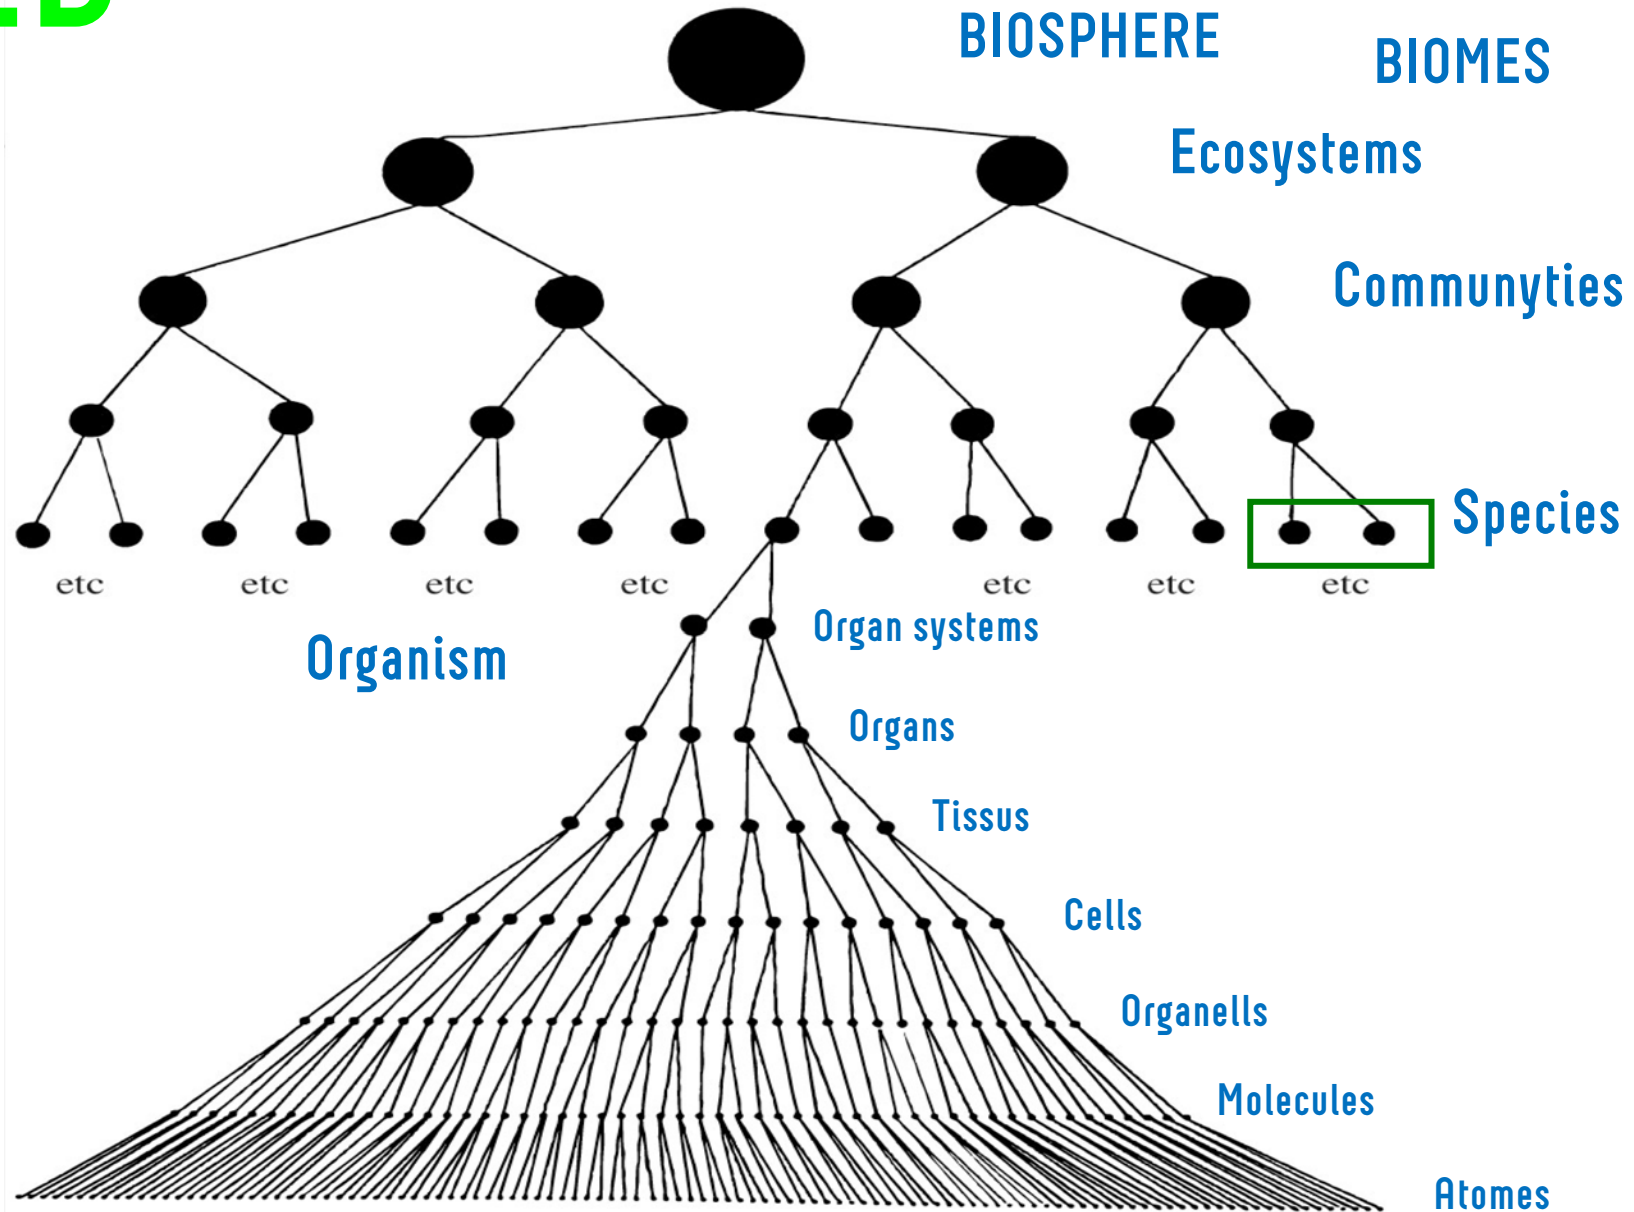 BIOSPHERE
BIOMES
Ecosystems
Communyties
Species
etc
etc
etc
etc
etc
etc
etc
Organ systems
Organism
Organs
Tissus
Cells
Organells
Molecules
Atomes